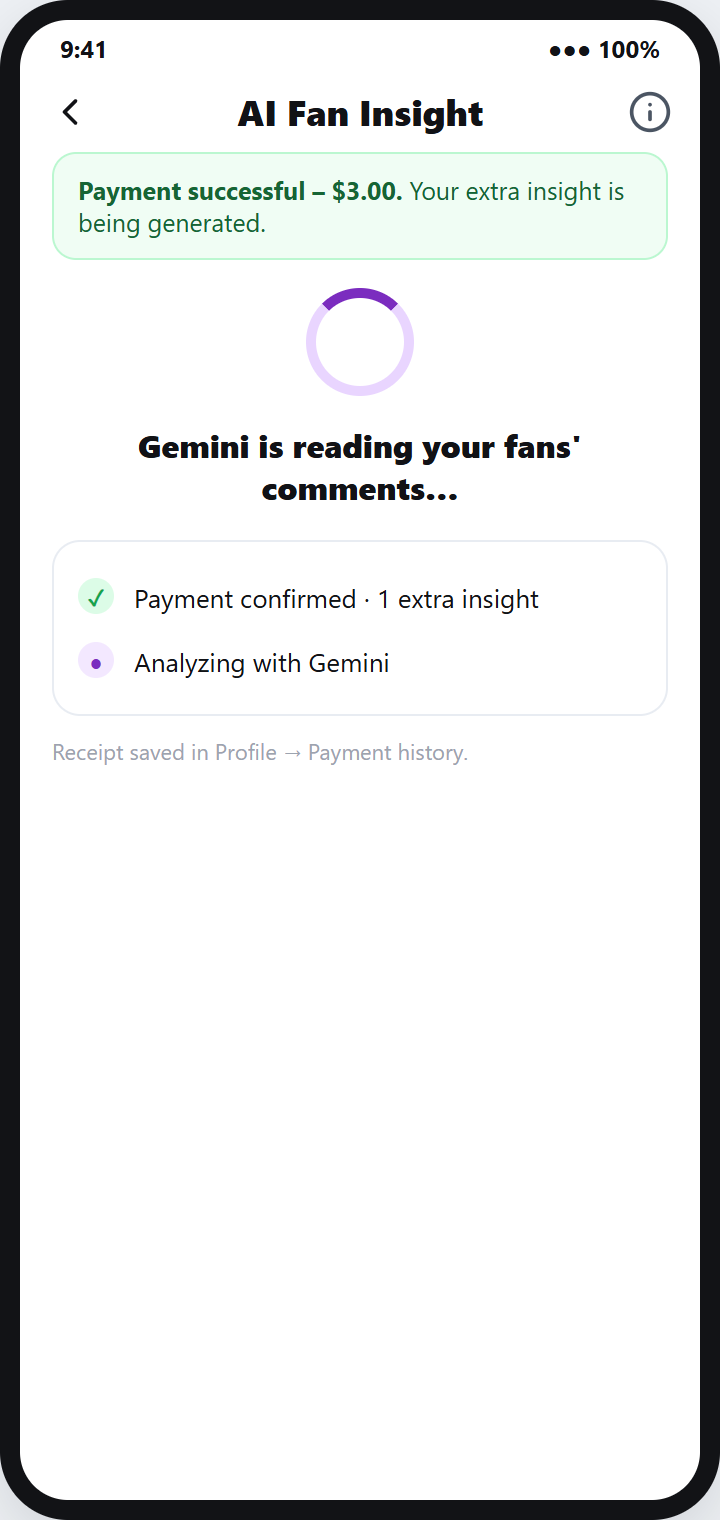 9:41
●●● 100%
AI Fan Insight
Payment successful – $3.00. Your extra insight is
being generated.
Gemini is reading your fans'
comments...
✓ Payment confirmed · 1 extra insight
● Analyzing with Gemini
Receipt saved in Profile → Payment history.